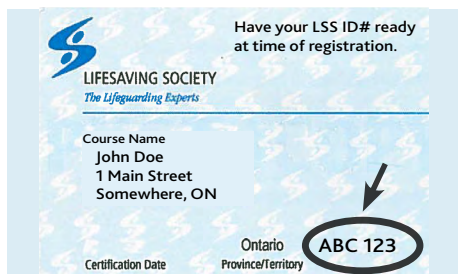 Have your LSS ID# ready
at time of registration.
LIFESAVING SOCIETY
The Lifeguarding Experts
Course Name
John Doe
1 Main Street
Somewhere, ON
Ontario ABC 123
Certification Date Province/Territory